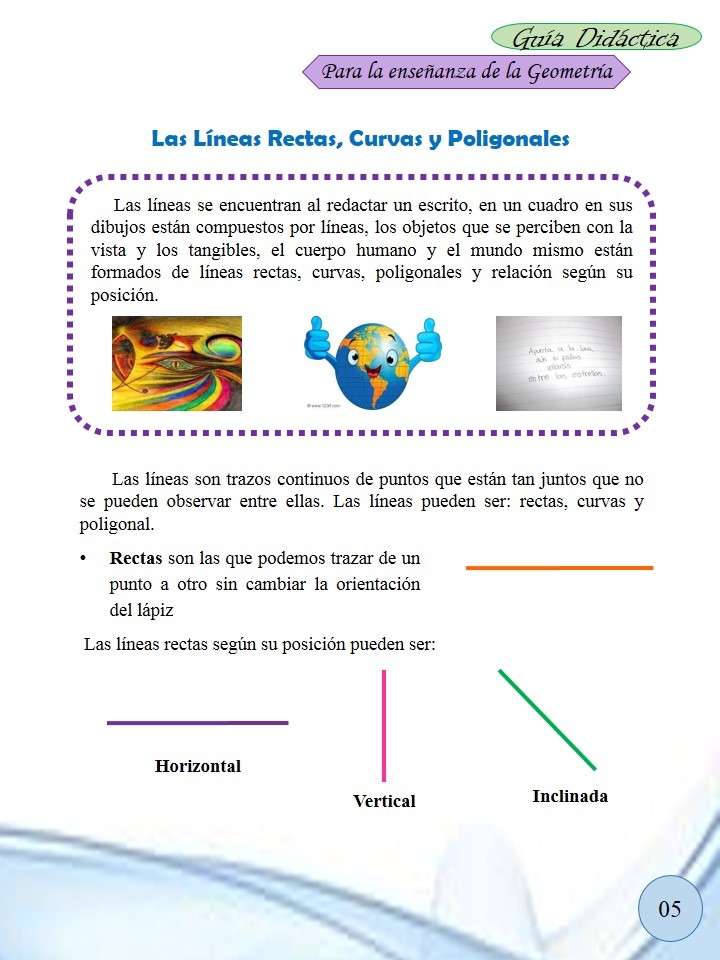 Guía Didáctica
Para la enseñanza de la Geometría
Las Líneas Rectas, Curvas y Poligonales
Las líneas se encuentran al redactar un escrito, en un cuadro en sus
dibujos están compuestos por líneas, los objetos que se perciben con la
vista y los tangibles, el cuerpo humano y el mundo mismo están
formados de líneas rectas, curvas, poligonales y relación según su
posición.
Apunta a la luna,
aún si fallas
estarás
entre las estrellas.
Las líneas son trazos continuos de puntos que están tan juntos que no
se pueden observar entre ellas. Las líneas pueden ser: rectas, curvas y
poligonal.
• Rectas son las que podemos trazar de un
punto a otro sin cambiar la orientación
del lápiz
Las líneas rectas según su posición pueden ser:
Horizontal
Vertical
Inclinada
05